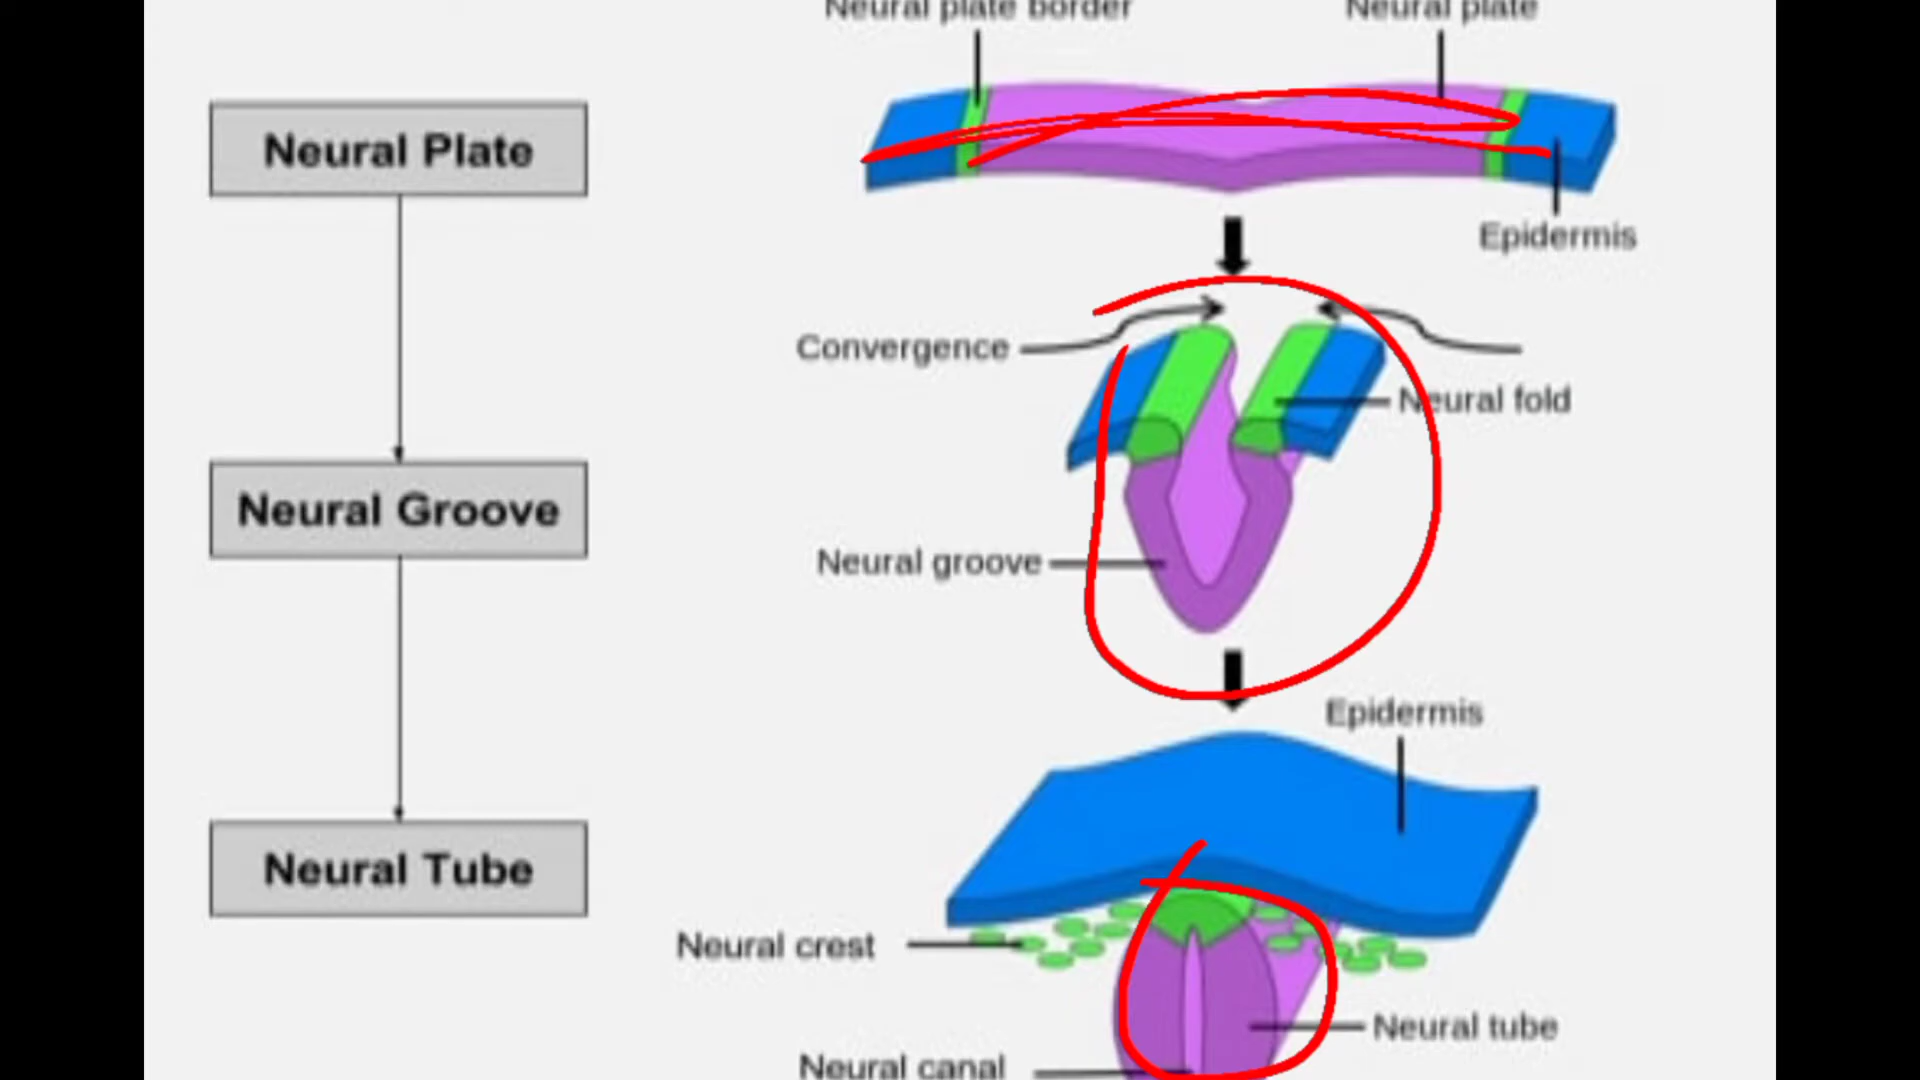 Neural plate border
Neural plate
Neural Plate
Epidermis
Convergence
Neural fold
Neural Groove
Neural groove
Epidermis
Neural Tube
Neural crest
Neural tube
Neural canal